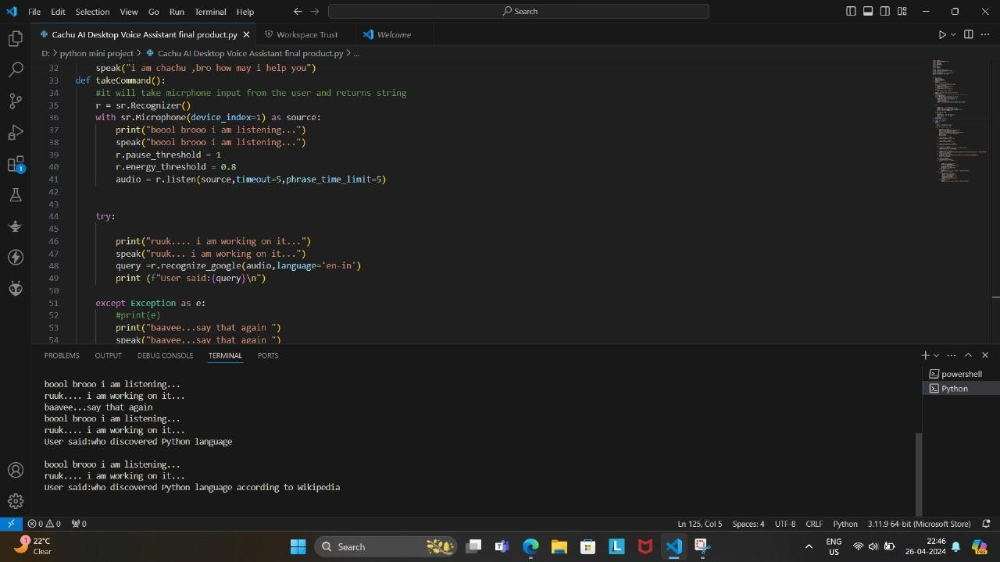 File Edit Selection View Go Run Terminal Help
Search
Cachu AI Desktop Voice Assistant final product.py Workspace Trust Welcome
D: > python mini project > Cachu AI Desktop Voice Assistant final product.py > ...
32 speak("i am chachu ,bro how may i help you")
33 def takeCommand():
34 #it will take micrphone input from the user and returns string
35 r = sr.Recognizer()
36 with sr.Microphone(device_index=1) as source:
37 print("boool brooo i am listening...")
38 speak("boool brooo i am listening...")
39 r.pause_threshold = 1
40 r.energy_threshold = 0.8
41 audio = r.listen(source,timeout=5,phrase_time_limit=5)
42
43
44 try:
45
46 print("ruuk.... i am working on it...")
47 speak("ruuk... i am working on it...")
48 query =r.recognize_google(audio,language='en-in')
49 print (f"User said:{query}\n")
50
51 except Exception as e:
52 #print(e)
53 print("baavee...say that again ")
54 speak("baavee...say that again ")
PROBLEMS OUTPUT DEBUG CONSOLE TERMINAL PORTS
powershell
Python
boool brooo i am listening...
ruuk.... i am working on it...
baavee...say that again
boool brooo i am listening...
ruuk.... i am working on it...
User said:who discovered Python language
boool brooo i am listening...
ruuk.... i am working on it...
User said:who discovered Python language according to Wikipedia
1
0 0 0 Ln 125, Col 5 Spaces: 4 UTF-8 CRLF Python 3.11.9 64-bit (Microsoft Store)
1 22°C
Clear
Search
L
ENG
US
22:46
26-04-2024
PRE